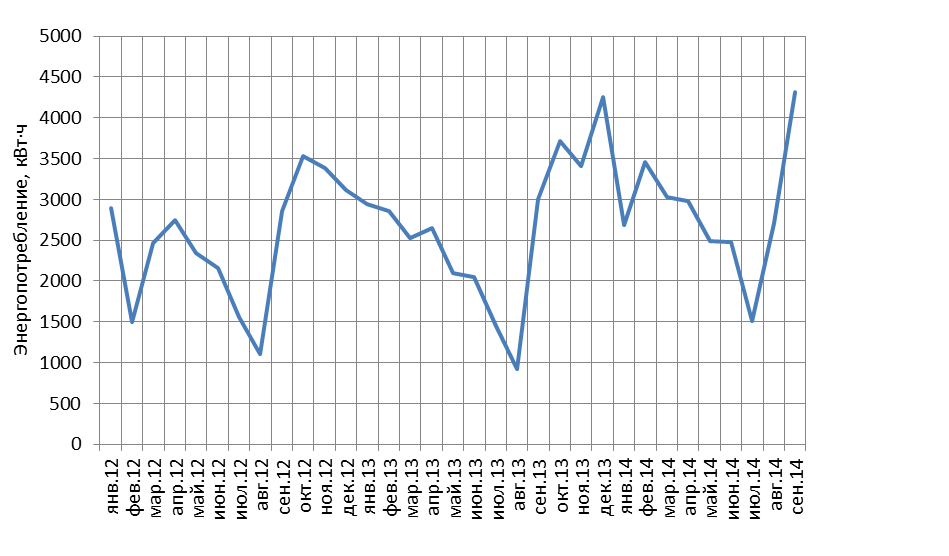 5000
4500
4000
3500
3000
2500
2000
1500
1000
500
0
Энергопотребление, кВт·ч
янв.12
фев.12
мар.12
апр.12
май.12
июн.12
июл.12
авг.12
сен.12
окт.12
ноя.12
дек.12
янв.13
фев.13
мар.13
апр.13
май.13
июн.13
июл.13
авг.13
сен.13
окт.13
ноя.13
дек.13
янв.14
фев.14
мар.14
апр.14
май.14
июн.14
июл.14
авг.14
сен.14